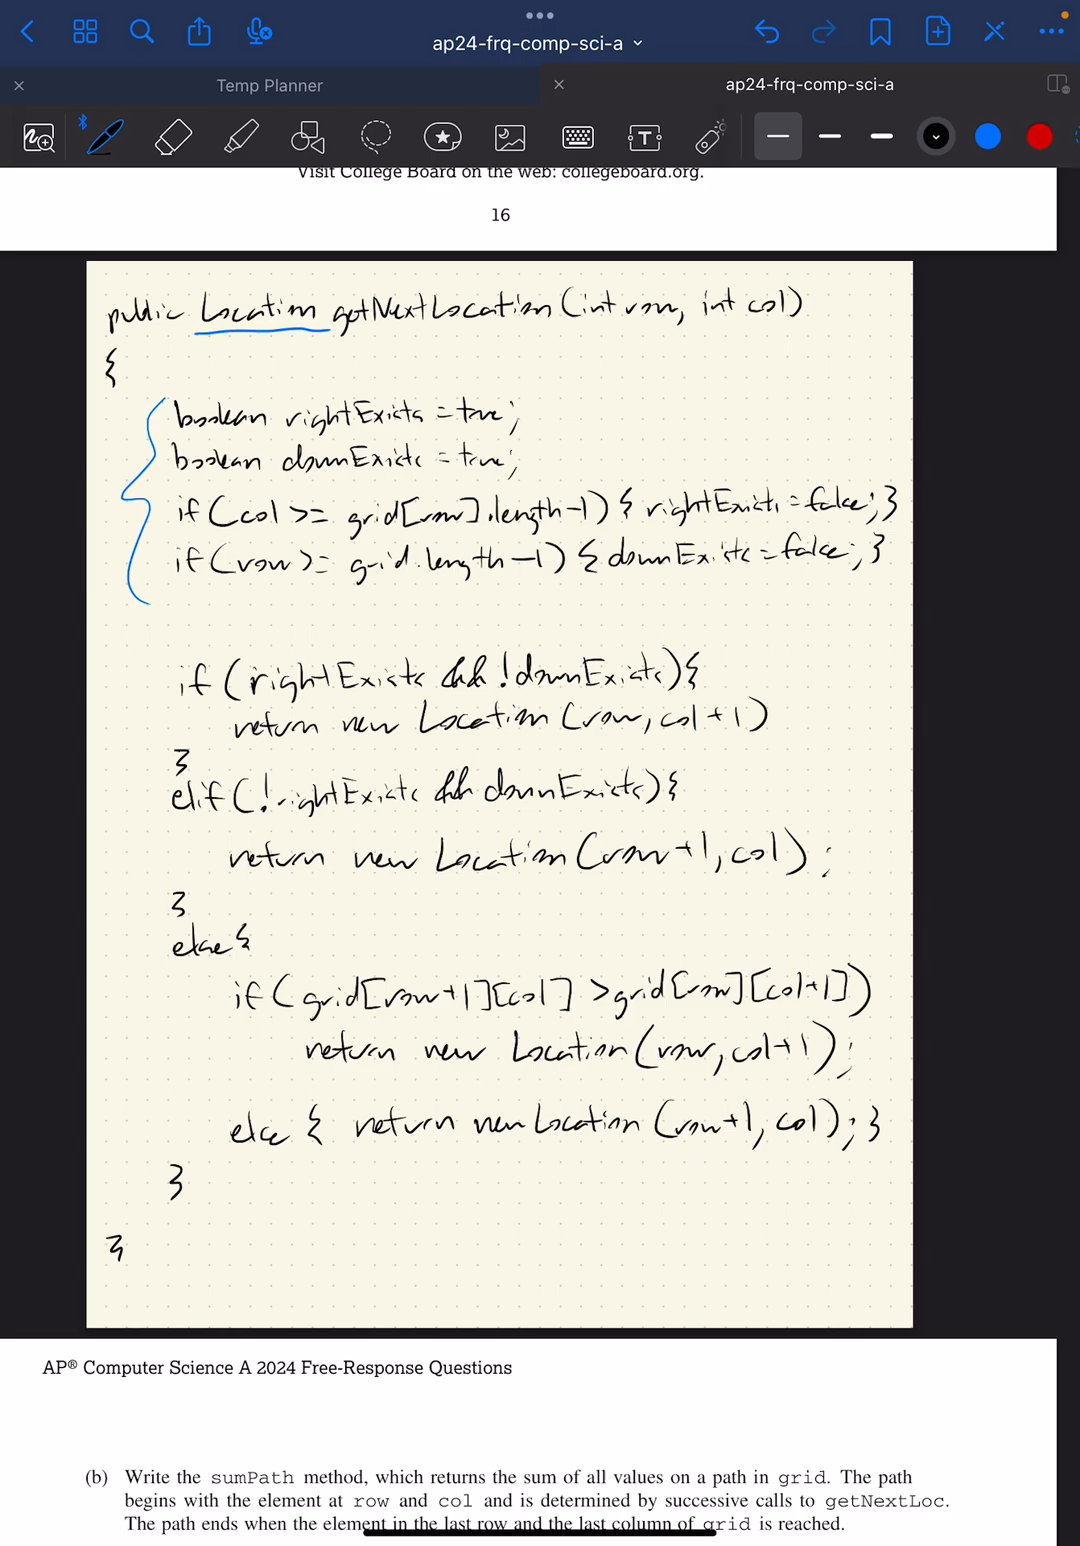 ap24-frq-comp-sci-a
Temp Planner
ap24-frq-comp-sci-a
Visit College Board on the web: collegeboard.org.
16
public Location getNextLocation (int row, int col)
{
boolean rightExists = true;
boolean downExists = true;
if (col >= grid[row].length-1) { rightExists = false; }
if (row >= grid.length-1) { downExists = false; }
if (rightExists && !downExists) {
return new Location (row, col+1)
}
elif (!rightExists && downExists) {
return new Location (row+1, col);
}
else {
if (grid[row+1][col] > grid[row][col+1])
return new Location (row, col+1);
else { return new Location (row+1, col); }
}
}
AP® Computer Science A 2024 Free-Response Questions
(b) Write the sumPath method, which returns the sum of all values on a path in grid. The path
begins with the element at row and col and is determined by successive calls to getNextLoc.
The path ends when the element in the last row and the last column of grid is reached.